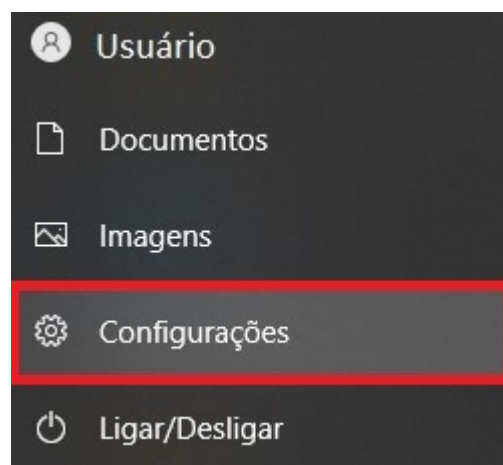 Usuário
Documentos
Imagens
Configurações
Ligar/Desligar